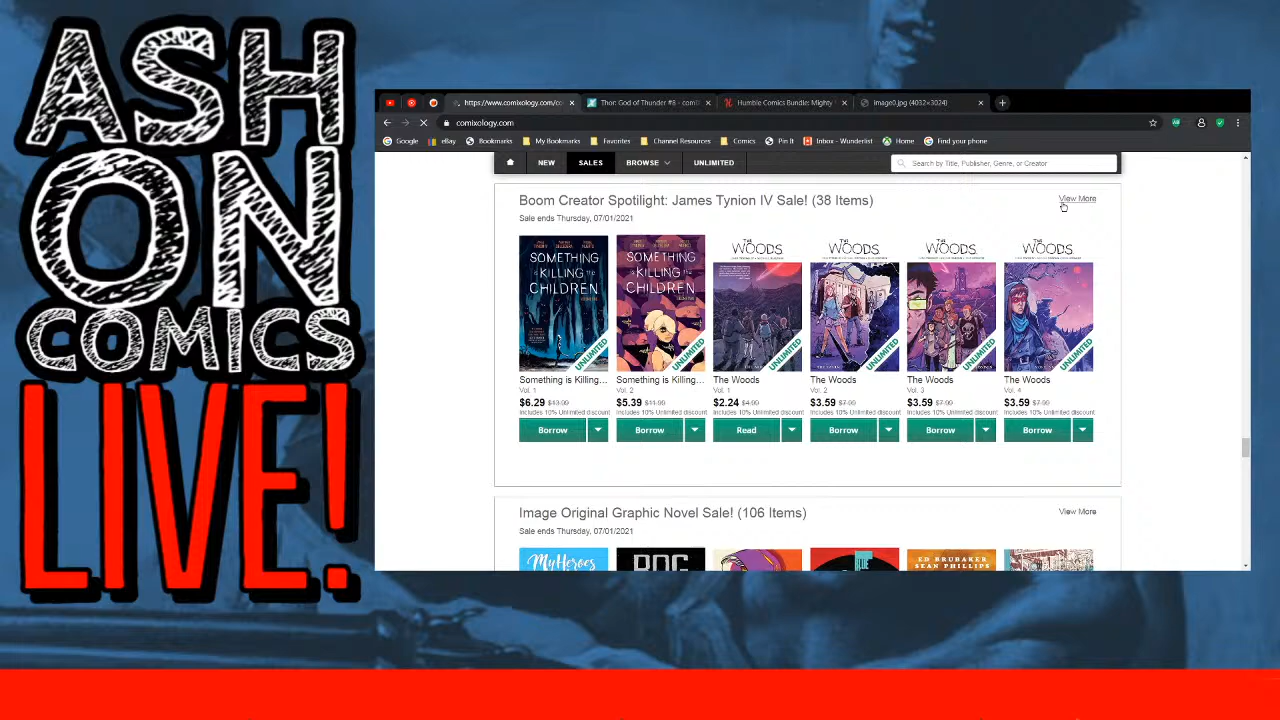 ASH
ON
COMICS
LIVE!
https://www.comixology.com/co
Thor: God of Thunder #8 - comi
Humble Comics Bundle: Mighty
image0.jpg (4032×3024)
comixology.com
Google
eBay
Bookmarks
My Bookmarks
Favorites
Channel Resources
Comics
Pin It
Inbox - Wunderlist
Home
Find your phone
NEW
SALES
BROWSE
UNLIMITED
Search by Title, Publisher, Genre, or Creator
Boom Creator Spotlight: James Tynion IV Sale! (38 Items)
View More
Sale ends Thursday, 07/01/2021
SOMETHING
IS KILLING THE
CHILDREN
UNLIMITED
SOMETHING
IS KILLING THE
CHILDREN
UNLIMITED
THE WOODS
UNLIMITED
THE WOODS
UNLIMITED
THE WOODS
UNLIMITED
THE WOODS
UNLIMITED
Something is Killing...
Something is Killing...
The Woods
The Woods
The Woods
The Woods
Vol. 1
Vol. 2
Vol. 1
Vol. 2
Vol. 3
Vol. 4
$6.29 $13.99
$5.39 $11.99
$2.24 $4.99
$3.59 $7.99
$3.59 $7.99
$3.59 $7.99
Includes 10% Unlimited discount
Includes 10% Unlimited discount
Includes 10% Unlimited discount
Includes 10% Unlimited discount
Includes 10% Unlimited discount
Includes 10% Unlimited discount
Borrow
Borrow
Read
Borrow
Borrow
Borrow
Image Original Graphic Novel Sale! (106 Items)
View More
Sale ends Thursday, 07/01/2021
MyHeroes
BLUE
ED BRUBAKER
SEAN PHILLIPS